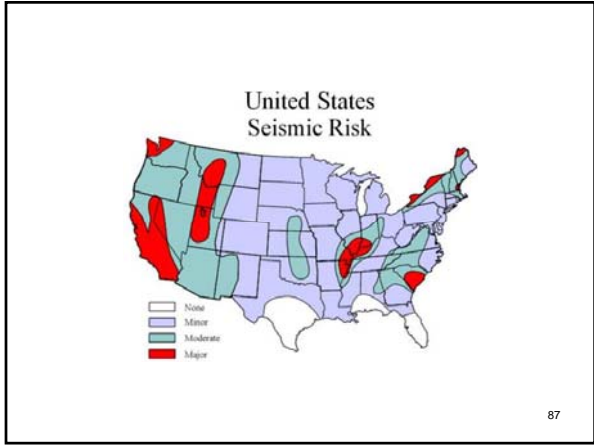 United States
Seismic Risk
None
Minor
Moderate
Major
87